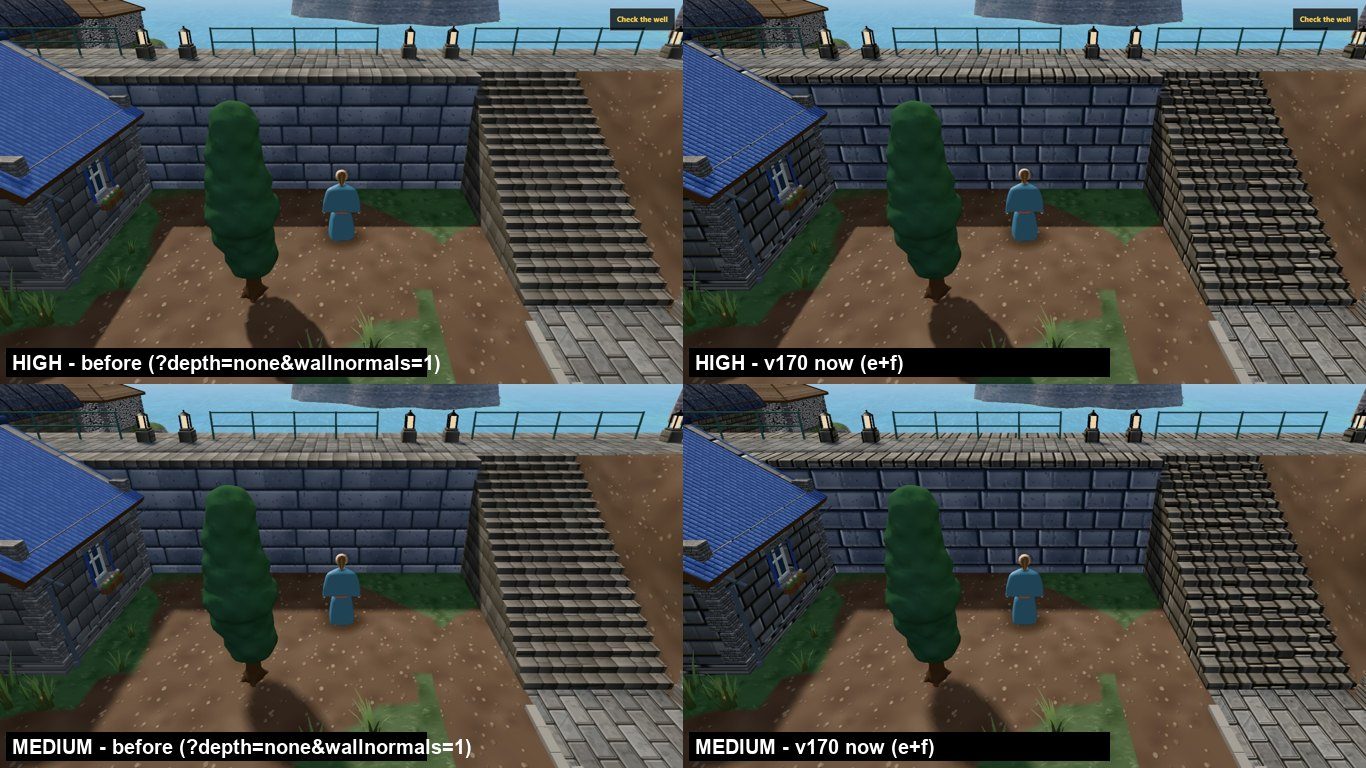 Check the well
Check the well
HIGH - before (?depth=none&wallnormals=1)
HIGH - v170 now (e+f)
MEDIUM - before (?depth=none&wallnormals=1)
MEDIUM - v170 now (e+f)